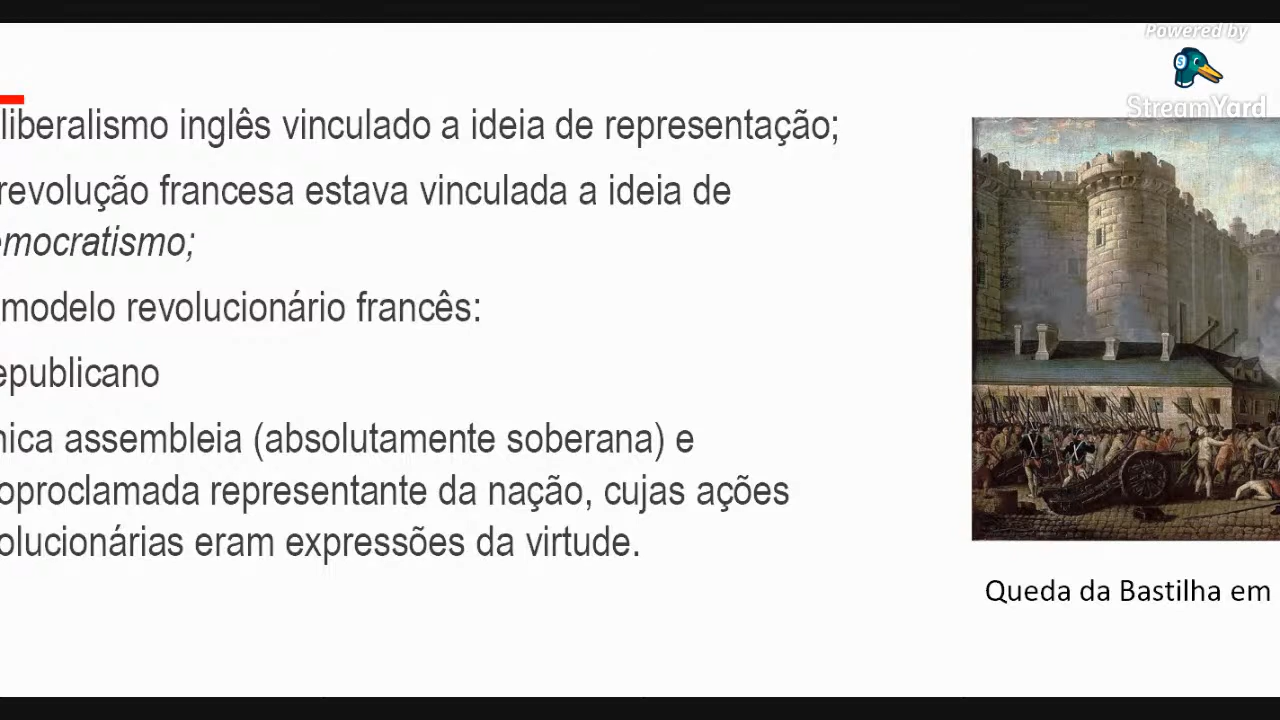 Powered by
StreamYard
liberalismo inglês vinculado a ideia de representação;
revolução francesa estava vinculada a ideia de
emocratismo;
modelo revolucionário francês:
epublicano
nica assembleia (absolutamente soberana) e
oproclamada representante da nação, cujas ações
olucionárias eram expressões da virtude.
Queda da Bastilha em